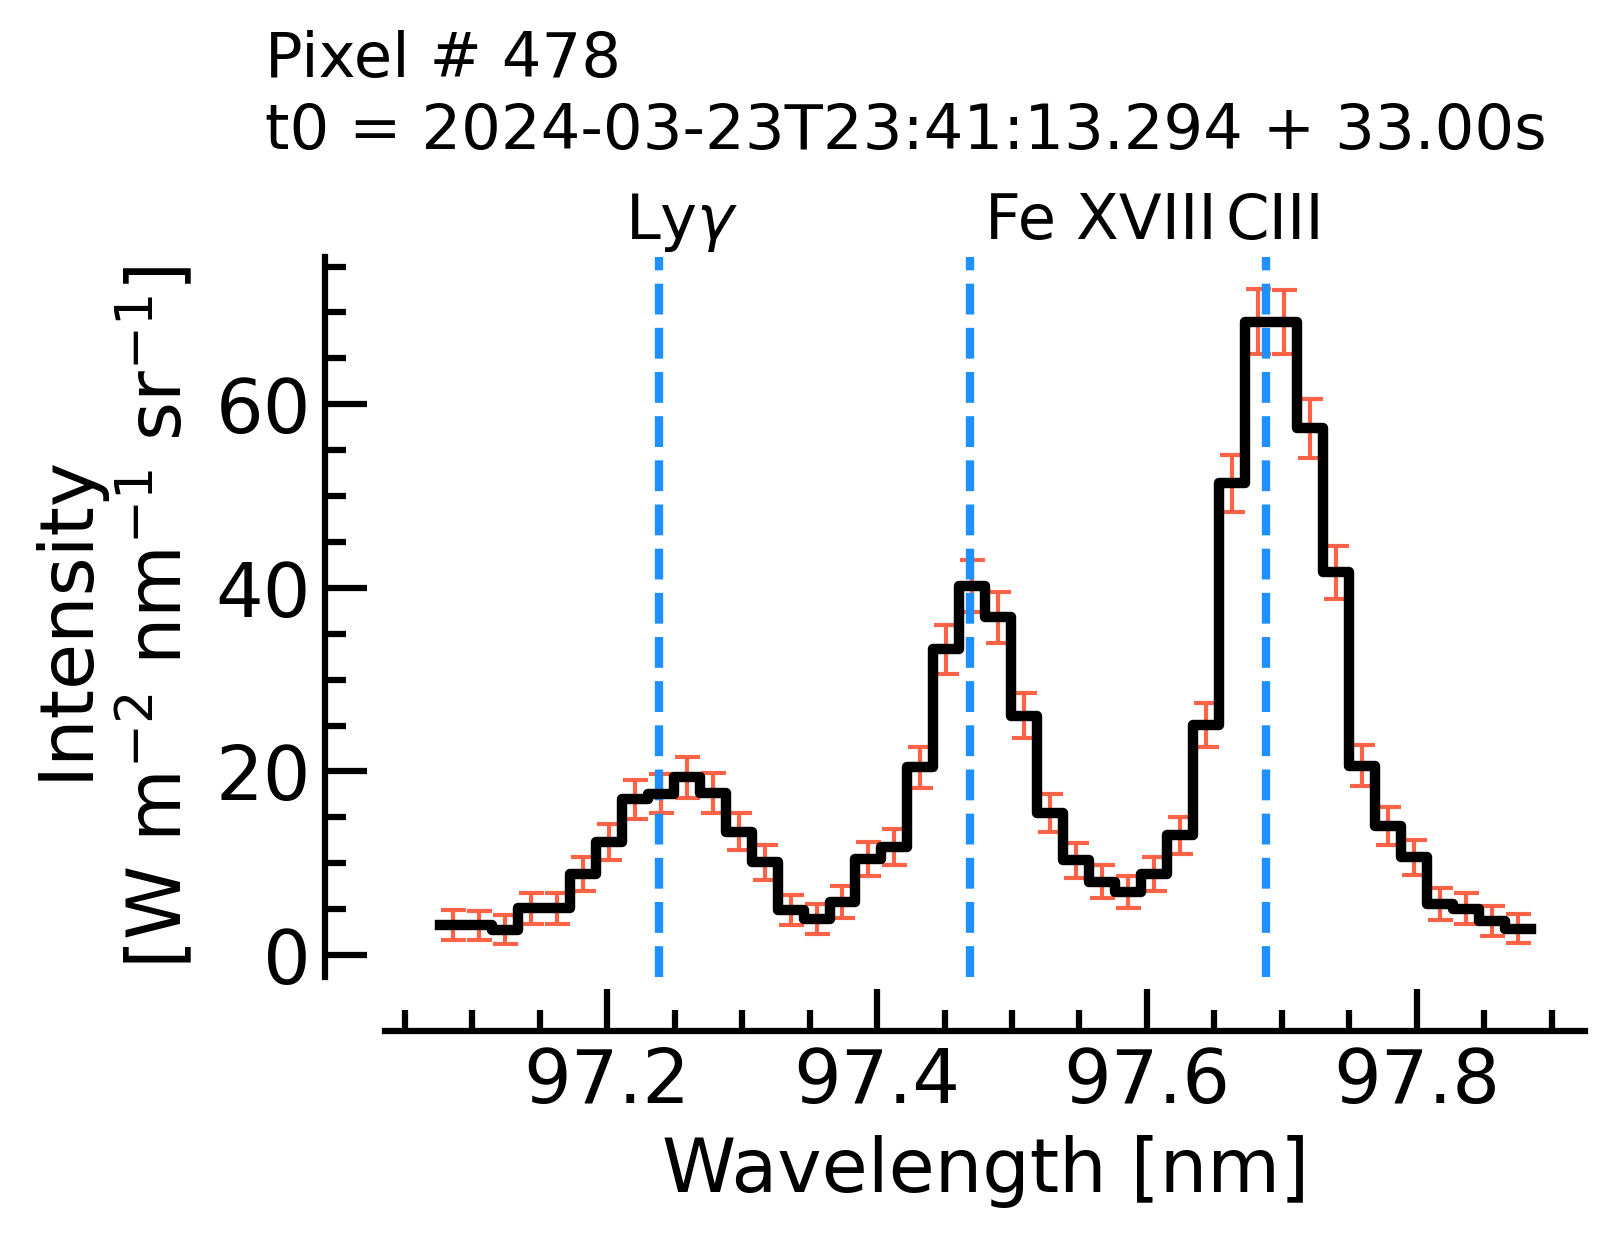 Pixel # 478
t0 = 2024-03-23T23:41:13.294 + 33.00s
Lyγ
Fe XVIII
CIII
Intensity
[W m⁻² nm⁻¹ sr⁻¹]
60
40
20
0
97.2
97.4
97.6
97.8
Wavelength [nm]